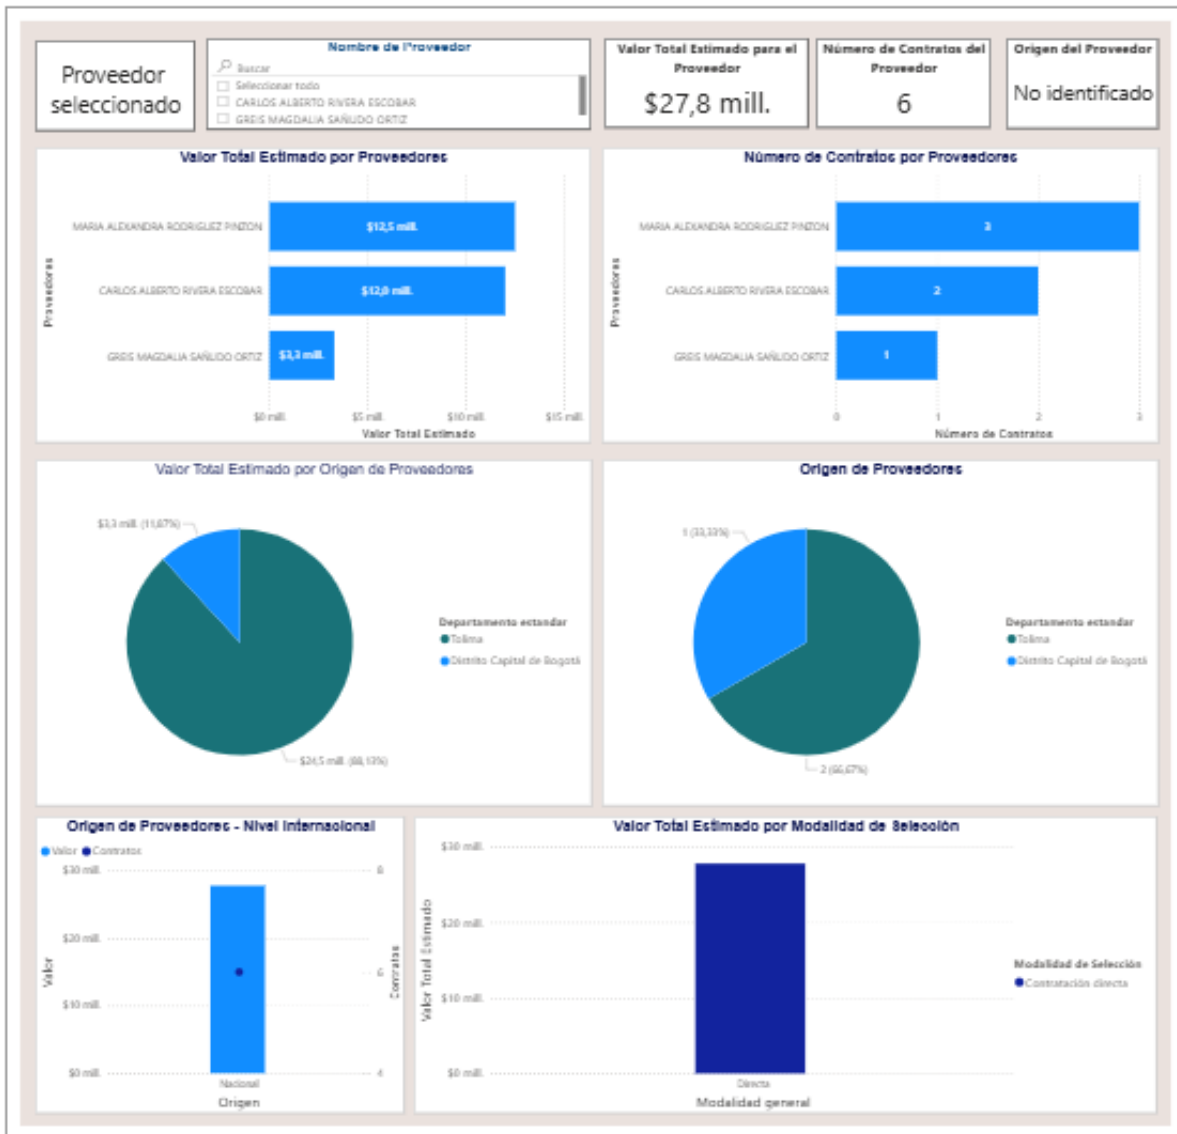 Proveedor
seleccionado
Nombre de Proveedor
Buscar
Seleccionar todo
CARLOS ALBERTO RIVERA ESCOBAR
GREIS MAGDALIA SAÑUDO ORTIZ
Valor Total Estimado para el
Proveedor
$27,8 mill.
Número de Contratos del
Proveedor
6
Origen del Proveedor
No identificado
Valor Total Estimado por Proveedores
Proveedores
MARIA ALEXANDRA RODRIGUEZ PINZON
$12,5 mill.
CARLOS ALBERTO RIVERA ESCOBAR
$12,0 mill.
GREIS MAGDALIA SAÑUDO ORTIZ
$3,3 mill.
$0 mill.
$5 mill.
$10 mill.
$15 mill.
Valor Total Estimado
Número de Contratos por Proveedores
Proveedores
MARIA ALEXANDRA RODRIGUEZ PINZON
3
CARLOS ALBERTO RIVERA ESCOBAR
2
GREIS MAGDALIA SAÑUDO ORTIZ
1
0
1
2
3
Número de Contratos
Valor Total Estimado por Origen de Proveedores
$3,3 mill. (11,87%)
$24,5 mill. (88,13%)
Departamento estandar
Tolima
Distrito Capital de Bogotá
Origen de Proveedores
1 (33,33%)
2 (66,67%)
Departamento estandar
Tolima
Distrito Capital de Bogotá
Origen de Proveedores - Nivel Internacional
Valor
Contratos
$30 mill.
$20 mill.
$10 mill.
$0 mill.
Valor
8
6
4
Contratos
Nacional
Origen
Valor Total Estimado por Modalidad de Selección
Valor Total Estimado
$30 mill.
$20 mill.
$10 mill.
$0 mill.
Directa
Modalidad general
Modalidad de Selección
Contratación directa